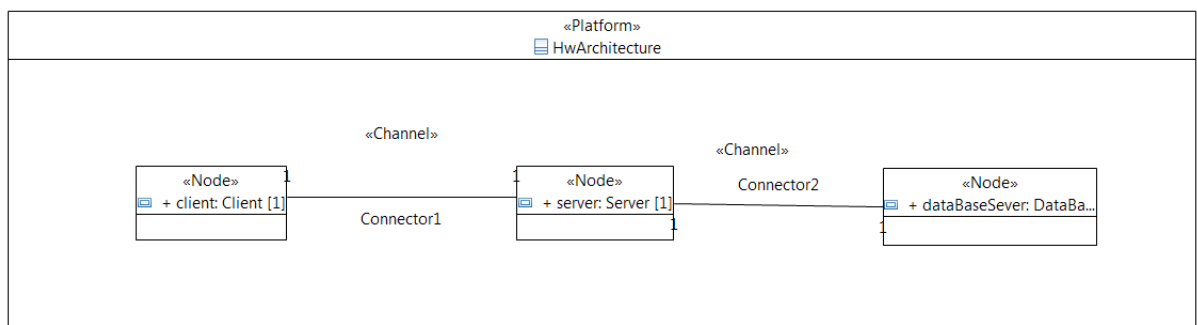 «Platform»
HwArchitecture
«Channel»
«Channel»
«Node»
+ client: Client [1]
1
Connector1
1
«Node»
+ server: Server [1]
1
Connector2
1
«Node»
+ dataBaseSever: DataBa...